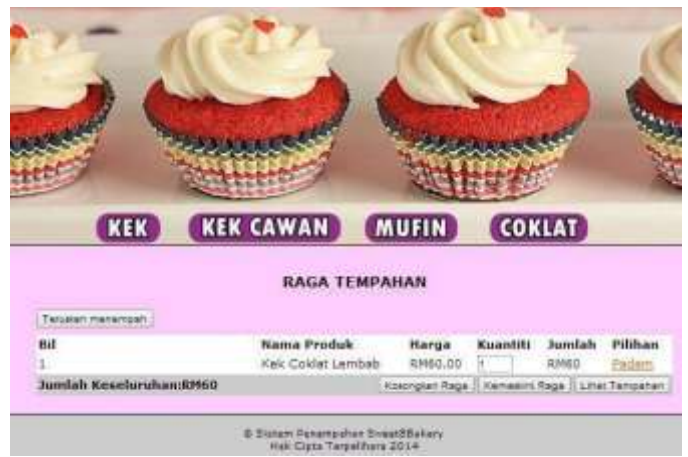 KEK KEK CAWAN MUFIN COKLAT
RAGA TEMPAHAN
Teruskan menempah
Bil Nama Produk Harga Kuantiti Jumlah Pilihan
1 Kek Coklat Lembab RM60.00 1 RM60 Padam
Jumlah Keseluruhan:RM60 Kosongkan Raga Kemaskini Raga Lihat Tempahan
© Sistem Penempahan Sweet8Bakery
Hak Cipta Terpelihara 2014